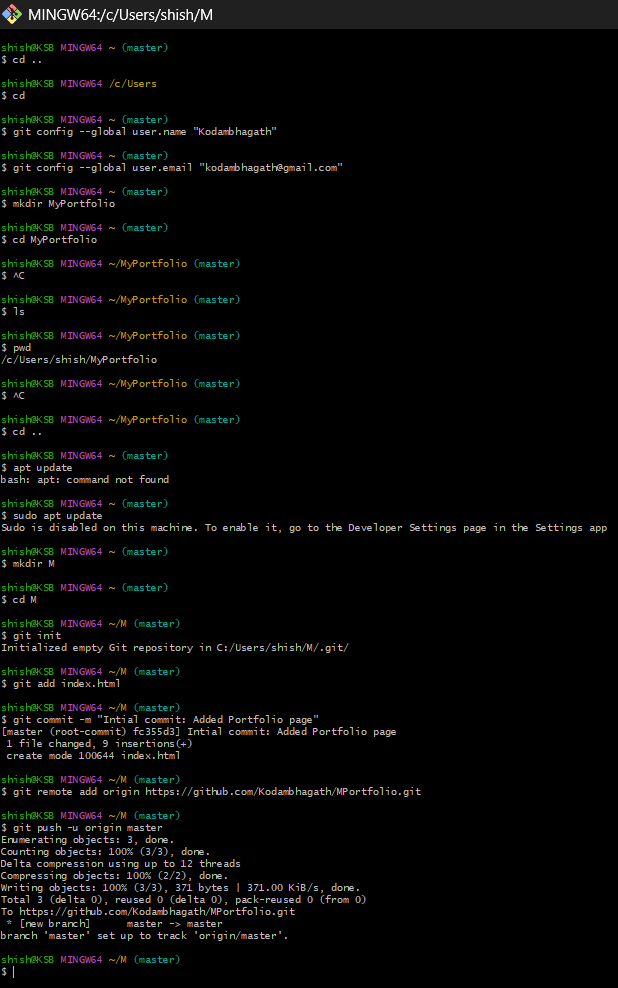 MINGW64:/c/Users/shish/M
shish@KSB MINGW64 ~ (master)
$ cd ..
shish@KSB MINGW64 /c/Users
$ cd
shish@KSB MINGW64 ~ (master)
$ git config --global user.name "Kodambhagath"
shish@KSB MINGW64 ~ (master)
$ git config --global user.email "kodambhagath@gmail.com"
shish@KSB MINGW64 ~ (master)
$ mkdir MyPortfolio
shish@KSB MINGW64 ~ (master)
$ cd MyPortfolio
shish@KSB MINGW64 ~/MyPortfolio (master)
$ ^C
shish@KSB MINGW64 ~/MyPortfolio (master)
$ ls
shish@KSB MINGW64 ~/MyPortfolio (master)
$ pwd
/c/Users/shish/MyPortfolio
shish@KSB MINGW64 ~/MyPortfolio (master)
$ ^C
shish@KSB MINGW64 ~/MyPortfolio (master)
$ cd ..
shish@KSB MINGW64 ~ (master)
$ apt update
bash: apt: command not found
shish@KSB MINGW64 ~ (master)
$ sudo apt update
Sudo is disabled on this machine. To enable it, go to the Developer Settings page in the Settings app
shish@KSB MINGW64 ~ (master)
$ mkdir M
shish@KSB MINGW64 ~ (master)
$ cd M
shish@KSB MINGW64 ~/M (master)
$ git init
Initialized empty Git repository in C:/Users/shish/M/.git/
shish@KSB MINGW64 ~/M (master)
$ git add index.html
shish@KSB MINGW64 ~/M (master)
$ git commit -m "Intial commit: Added Portfolio page"
[master (root-commit) fc355d3] Intial commit: Added Portfolio page
1 file changed, 9 insertions(+)
create mode 100644 index.html
shish@KSB MINGW64 ~/M (master)
$ git remote add origin https://github.com/Kodambhagath/MPortfolio.git
shish@KSB MINGW64 ~/M (master)
$ git push -u origin master
Enumerating objects: 3, done.
Counting objects: 100% (3/3), done.
Delta compression using up to 12 threads
Compressing objects: 100% (2/2), done.
Writing objects: 100% (3/3), 371 bytes | 371.00 KiB/s, done.
Total 3 (delta 0), reused 0 (delta 0), pack-reused 0 (from 0)
To https://github.com/Kodambhagath/MPortfolio.git
* [new branch]      master -> master
branch 'master' set up to track 'origin/master'.
shish@KSB MINGW64 ~/M (master)
$